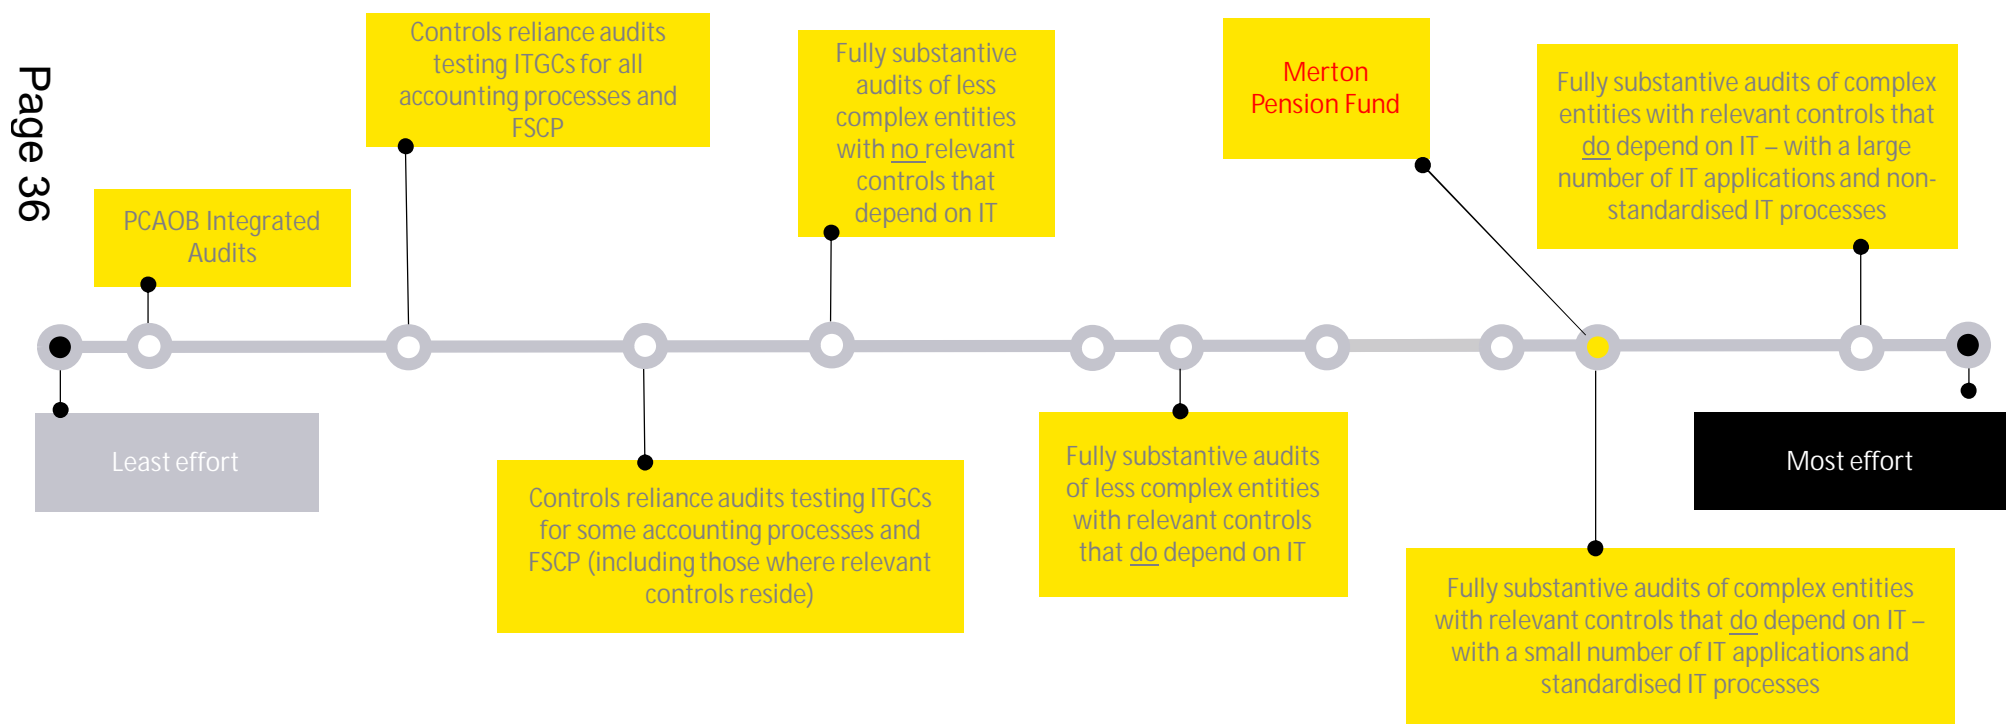 Page 36
PCAOB Integrated
Audits
Controls reliance audits
testing ITGCs for all
accounting processes and
FSCP
Fully substantive
audits of less
complex entities
with no relevant
controls that
depend on IT
Merton
Pension Fund
Fully substantive audits of complex
entities with relevant controls that
do depend on IT – with a large
number of IT applications and non-
standardised IT processes
Least effort
Controls reliance audits testing ITGCs
for some accounting processes and
FSCP (including those where relevant
controls reside)
Fully substantive audits
of less complex entities
with relevant controls
that do depend on IT
Most effort
Fully substantive audits of complex entities
with relevant controls that do depend on IT –
with a small number of IT applications and
standardised IT processes